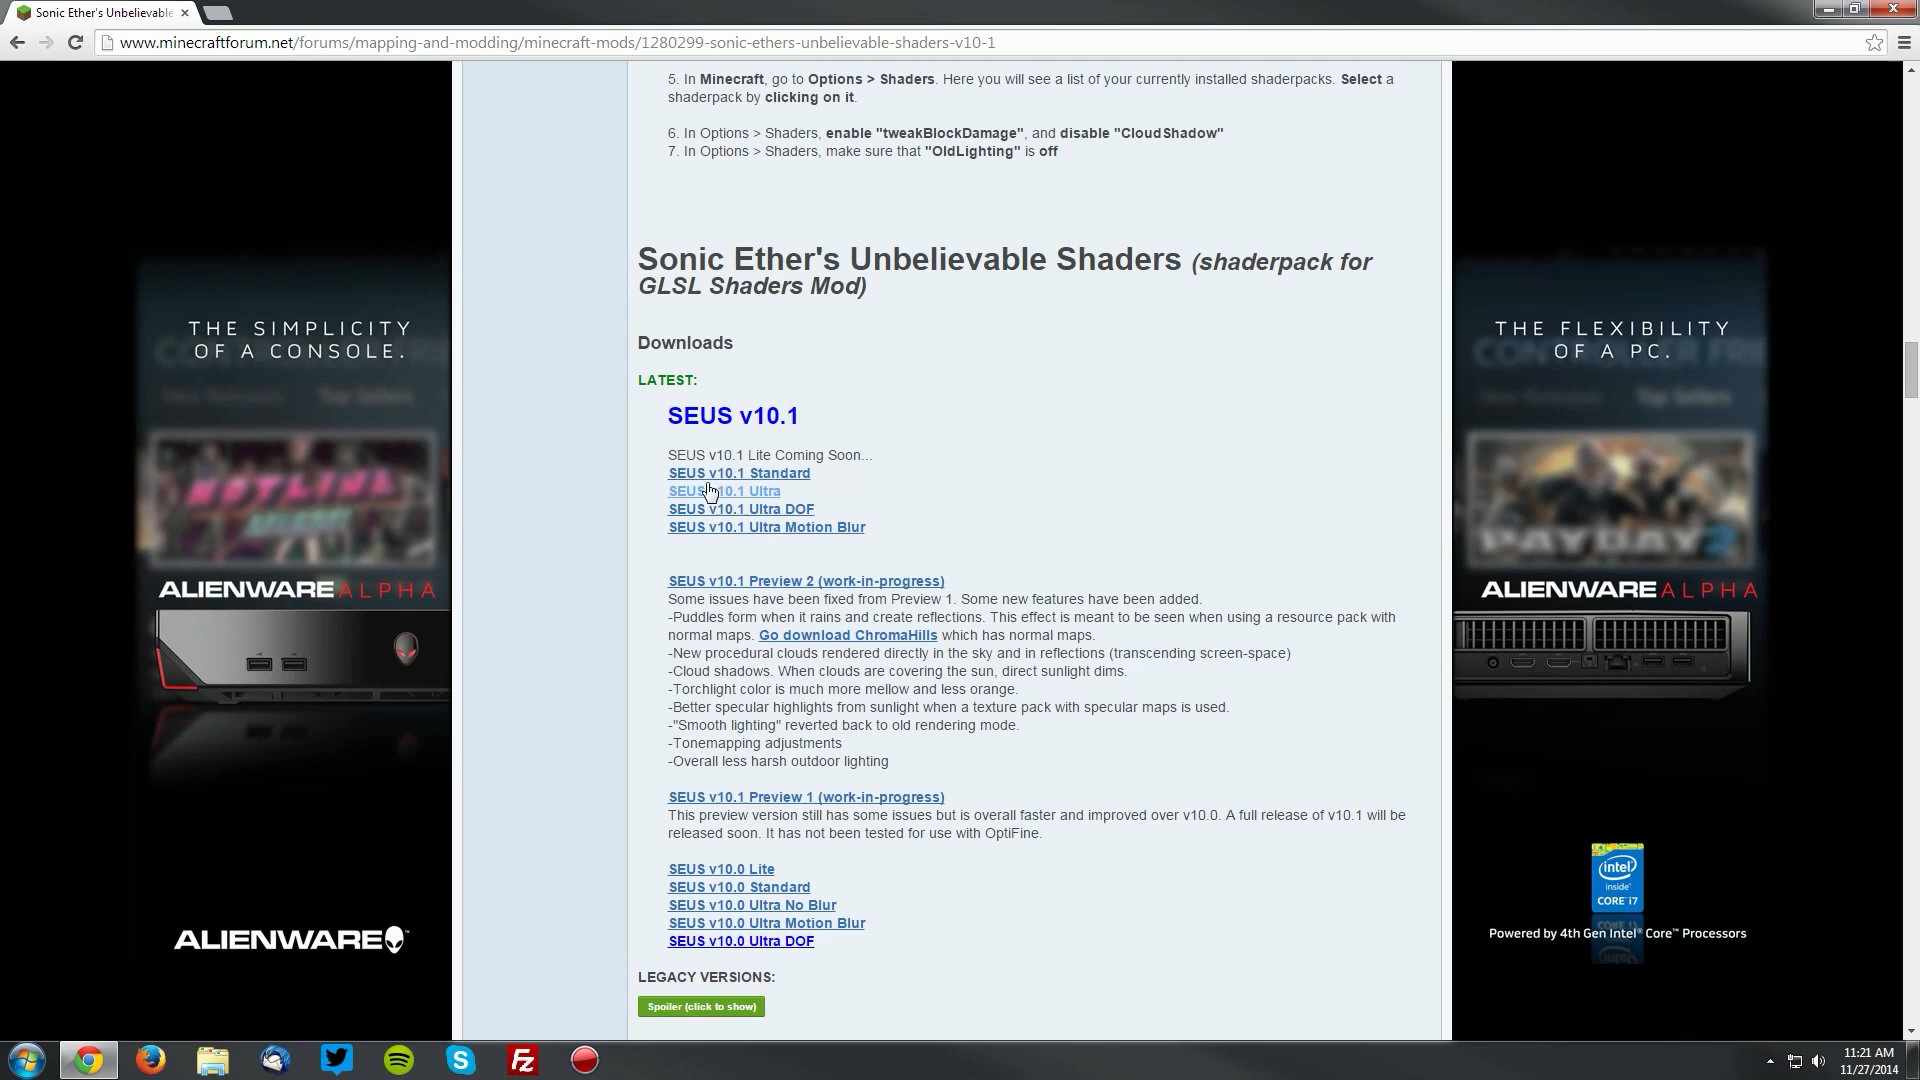 Sonic Ether's Unbelievable
www.minecraftforum.net/forums/mapping-and-modding/minecraft-mods/1280299-sonic-ethers-unbelievable-shaders-v10-1
5. In Minecraft, go to Options > Shaders. Here you will see a list of your currently installed shaderpacks. Select a
shaderpack by clicking on it.
6. In Options > Shaders, enable "tweakBlockDamage", and disable "CloudShadow"
7. In Options > Shaders, make sure that "OldLighting" is off
Sonic Ether's Unbelievable Shaders (shaderpack for
GLSL Shaders Mod)
Downloads
LATEST:
SEUS v10.1
SEUS v10.1 Lite Coming Soon...
SEUS v10.1 Standard
SEUS v10.1 Ultra
SEUS v10.1 Ultra DOF
SEUS v10.1 Ultra Motion Blur
SEUS v10.1 Preview 2 (work-in-progress)
Some issues have been fixed from Preview 1. Some new features have been added.
-Puddles form when it rains and create reflections. This effect is meant to be seen when using a resource pack with
normal maps. Go download ChromaHills which has normal maps.
-New procedural clouds rendered directly in the sky and in reflections (transcending screen-space)
-Cloud shadows. When clouds are covering the sun, direct sunlight dims.
-Torchlight color is much more mellow and less orange.
-Better specular highlights from sunlight when a texture pack with specular maps is used.
-"Smooth lighting" reverted back to old rendering mode.
-Tonemapping adjustments
-Overall less harsh outdoor lighting
SEUS v10.1 Preview 1 (work-in-progress)
This preview version still has some issues but is overall faster and improved over v10.0. A full release of v10.1 will be
released soon. It has not been tested for use with OptiFine.
SEUS v10.0 Lite
SEUS v10.0 Standard
SEUS v10.0 Ultra No Blur
SEUS v10.0 Ultra Motion Blur
SEUS v10.0 Ultra DOF
LEGACY VERSIONS:
Spoiler (click to show)
THE SIMPLICITY
OF A CONSOLE.
Top Sellers
HOTLINE
ALIENWARE ALPHA
ALIENWARE
THE FLEXIBILITY
OF A PC.
Top Sellers
PAYDAY 2
ALIENWARE ALPHA
intel
inside
CORE i7
Powered by 4th Gen Intel® Core™ Processors
11:21 AM
11/27/2014